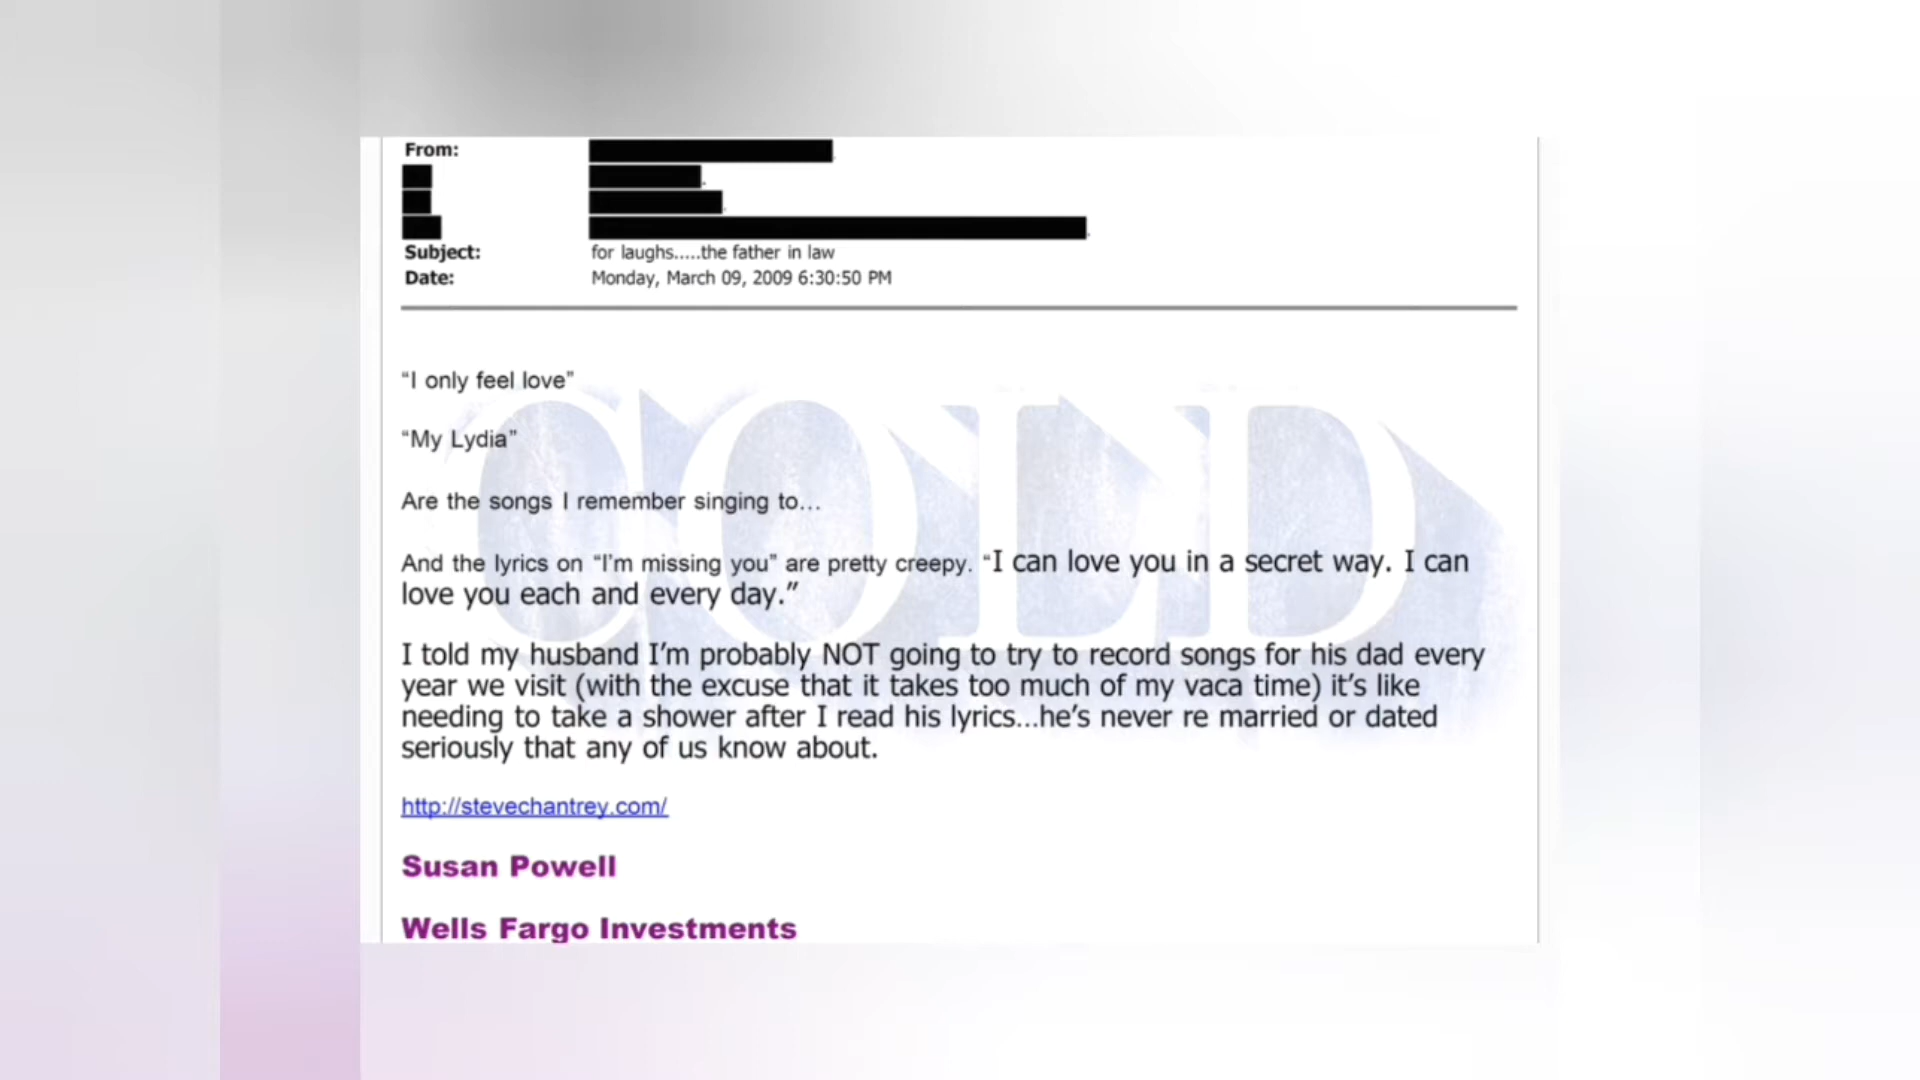 From:
Subject: for laughs.....the father in law
Date: Monday, March 09, 2009 6:30:50 PM
“I only feel love”
“My Lydia”
Are the songs I remember singing to…
And the lyrics on “I’m missing you” are pretty creepy. “I can love you in a secret way. I can
love you each and every day.”
I told my husband I’m probably NOT going to try to record songs for his dad every
year we visit (with the excuse that it takes too much of my vaca time) it’s like
needing to take a shower after I read his lyrics…he’s never re married or dated
seriously that any of us know about.
http://stevechantrey.com/
Susan Powell
Wells Fargo Investments
COLD